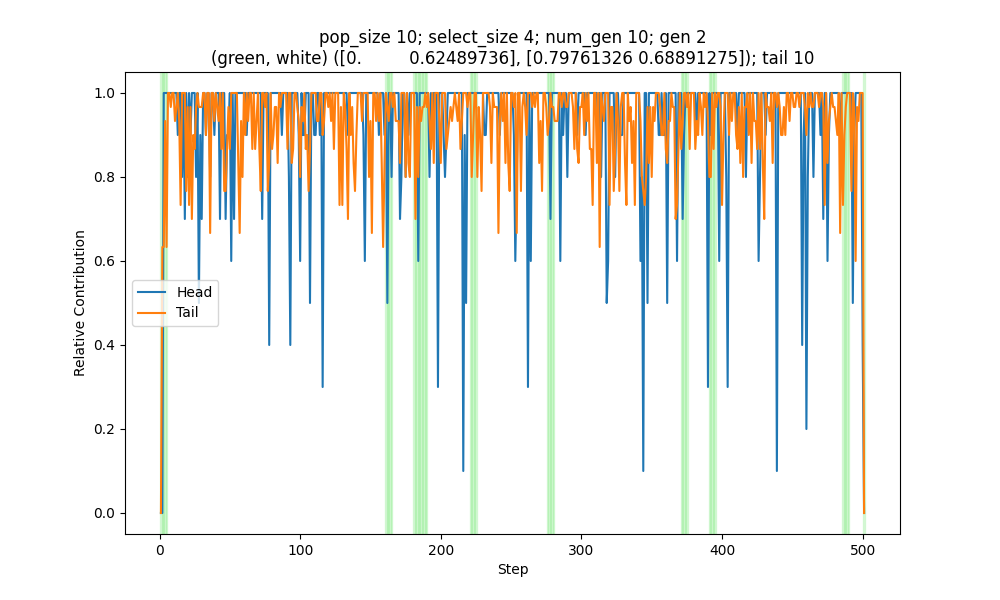 pop_size 10; select_size 4; num_gen 10; gen 2
(green, white) ([0.         0.62489736], [0.79761326 0.68891275]); tail 10
1.0
0.8
0.6
0.4
0.2
0.0
Relative Contribution
Head
Tail
0
100
200
300
400
500
Step